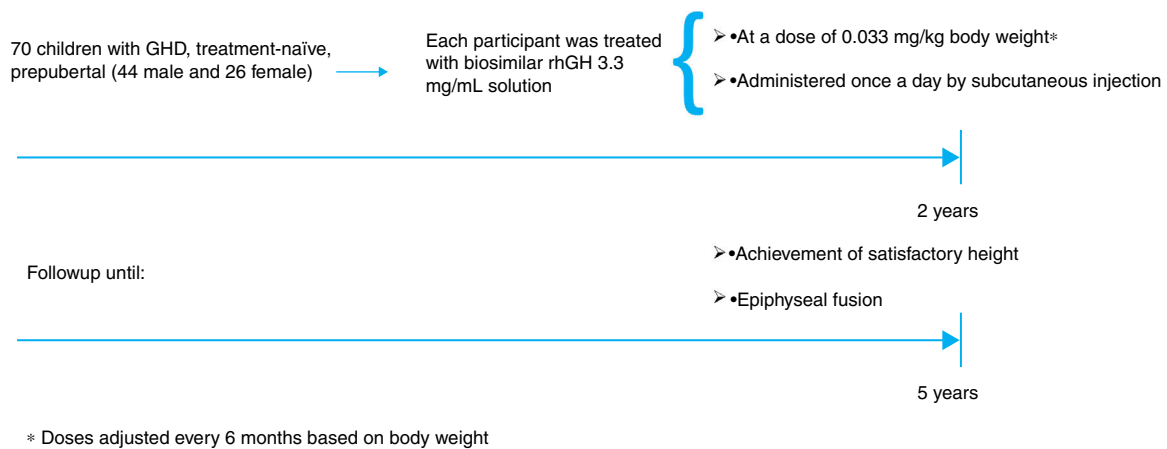 70 children with GHD, treatment-naïve,
prepubertal (44 male and 26 female)
Each participant was treated
with biosimilar rhGH 3.3
mg/mL solution
➢ •At a dose of 0.033 mg/kg body weight*
➢ •Administered once a day by subcutaneous injection
2 years
Followup until:
➢ •Achievement of satisfactory height
➢ •Epiphyseal fusion
5 years
* Doses adjusted every 6 months based on body weight